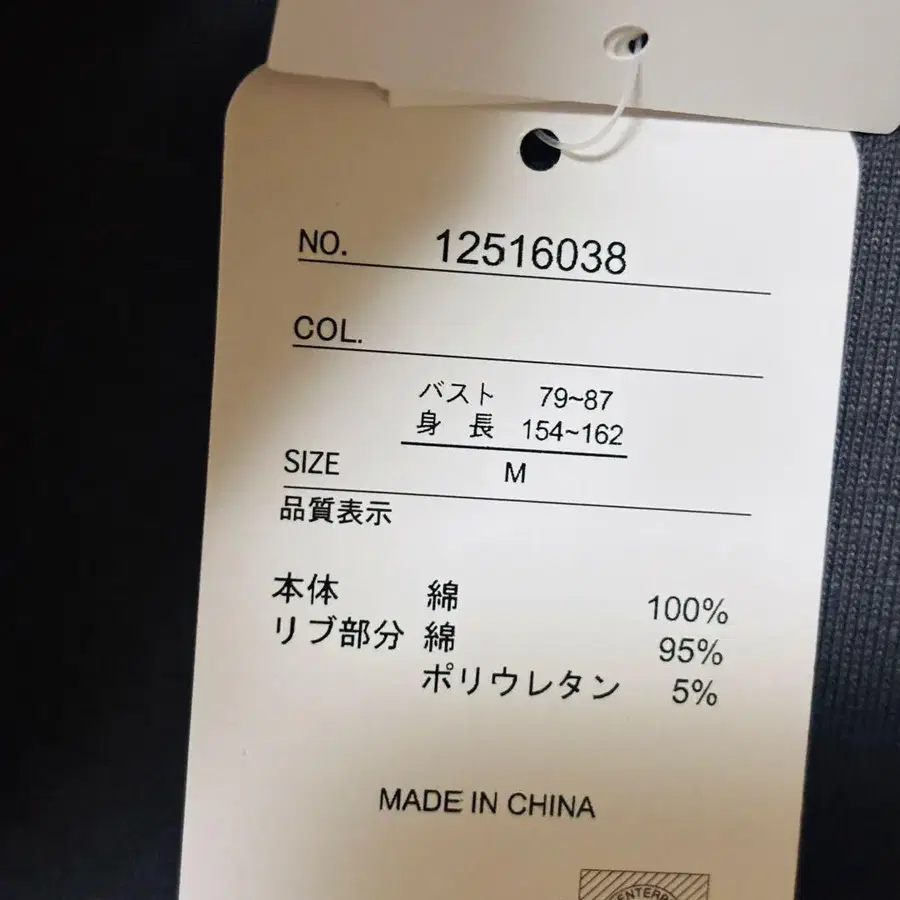 NO. 12516038
COL.
バスト 79~87
身 長 154~162
SIZE M
品質表示
本体 綿 100%
リブ部分 綿 95%
ポリウレタン 5%
MADE IN CHINA